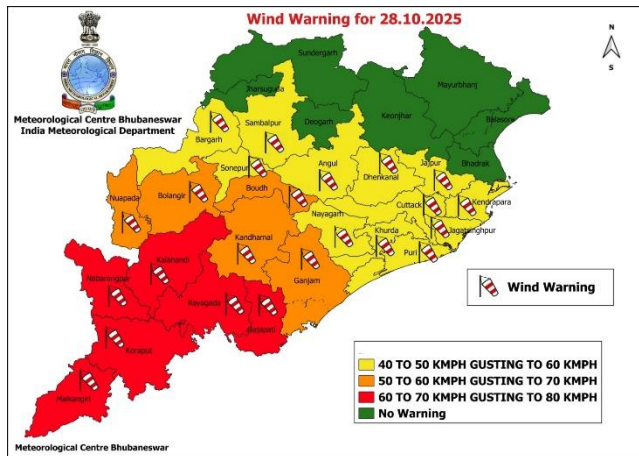 Wind Warning for 28.10.2025
N
S
Meteorological Centre Bhubaneswar
India Meteorological Department
Sundergarh
Mayurbhanj
Jharsuguda
Keonjhar
Deogarh
Balasore
Sambalpur
Bargarh
Bhadrak
Sonepur
Angul
Dhenkanal
Jajpur
Bolangir
Boudh
Nuapada
Cuttack
Kendrapara
Nayagarh
Khurda
Jagatsinghpur
Kandhamal
Puri
Kalahandi
Ganjam
Nabarangpur
Rayagada
Gajapati
Koraput
Malkangiri
Wind Warning
40 TO 50 KMPH GUSTING TO 60 KMPH
50 TO 60 KMPH GUSTING TO 70 KMPH
60 TO 70 KMPH GUSTING TO 80 KMPH
No Warning
Meteorological Centre Bhubaneswar